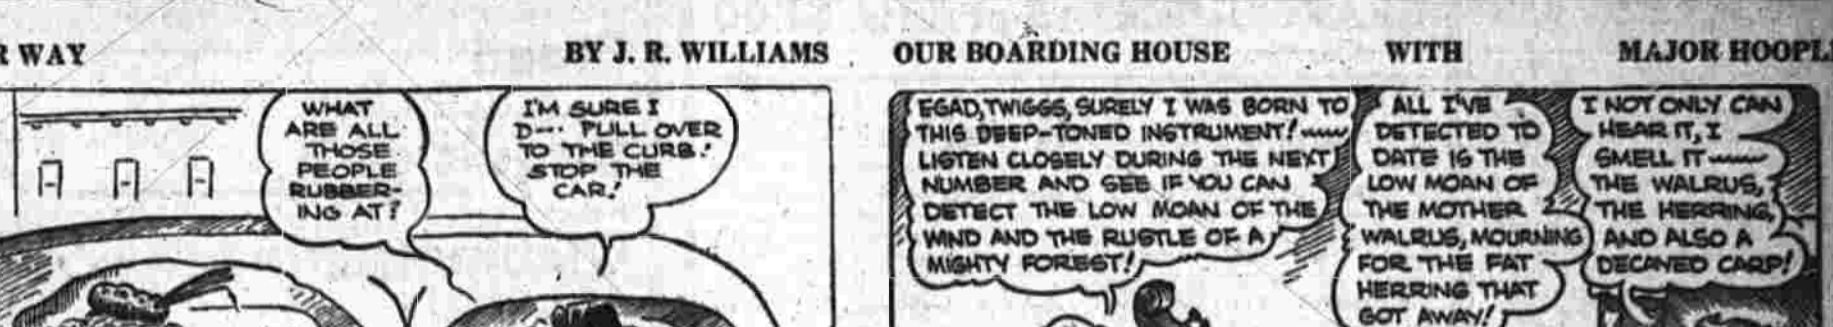 R WAY
BY J. R. WILLIAMS
WHAT
ARE ALL
THOSE
PEOPLE
RUBBER-
ING AT?
I'M SURE I
D--- PULL OVER
TO THE CURB!
STOP THE
CAR!
OUR BOARDING HOUSE WITH MAJOR HOOPL
EGAD, TWIGGS, SURELY I WAS BORN TO
THIS DEEP-TONED INSTRUMENT!
LISTEN CLOSELY DURING THE NEXT
NUMBER AND SEE IF YOU CAN
DETECT THE LOW MOAN OF THE
WIND AND THE RUSTLE OF A
MIGHTY FOREST!
ALL I'VE
DETECTED TO
DATE IS THE
LOW MOAN OF
THE MOTHER
WALRUS, MOURNING
FOR THE FAT
HERRING THAT
GOT AWAY!
I NOT ONLY CAN
HEAR IT, I
SMELL IT
THE WALRUS,
THE HERRING,
AND ALSO A
DECAYED CARP!